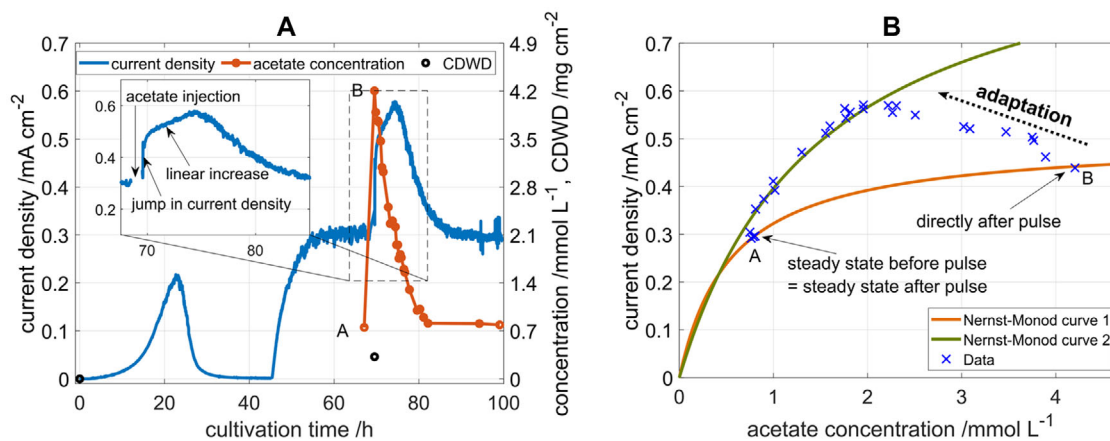 A
current density
acetate concentration
CDWD
acetate injection
linear increase
jump in current density
0.6
0.4
0.2
70
80
A
B
0.7
0.6
0.5
0.4
0.3
0.2
0.1
0
current density /mA cm⁻²
4.9
4.2
3.5
2.8
2.1
1.4
0.7
0
concentration /mmol L⁻¹, CDWD /mg cm⁻²
0
20
40
60
80
100
cultivation time /h
B
0.7
0.6
0.5
0.4
0.3
0.2
0.1
0
current density /mA cm⁻²
adaptation
B
directly after pulse
A
steady state before pulse
= steady state after pulse
Nernst-Monod curve 1
Nernst-Monod curve 2
Data
0
1
2
3
4
acetate concentration /mmol L⁻¹